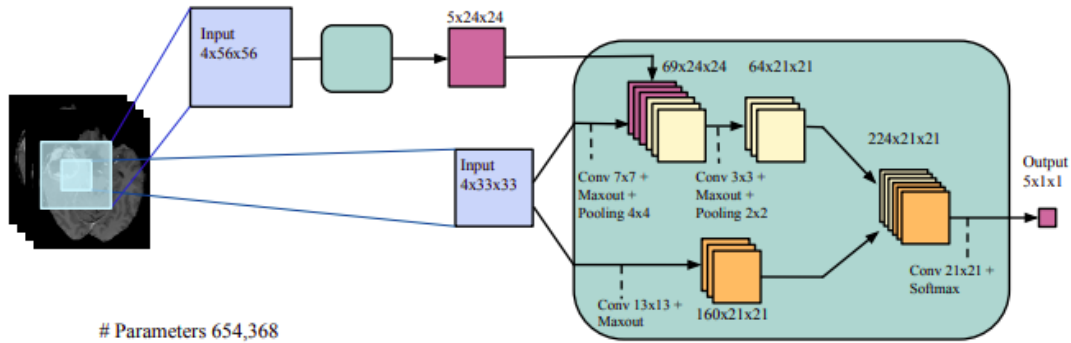 5x24x24
Input
4x56x56
69x24x24
64x21x21
224x21x21
Input
4x33x33
Conv 7x7 +
Maxout +
Pooling 4x4
Conv 3x3 +
Maxout +
Pooling 2x2
Output
5x1x1
Conv 21x21 +
Softmax
Conv 13x13 +
Maxout
160x21x21
# Parameters 654,368